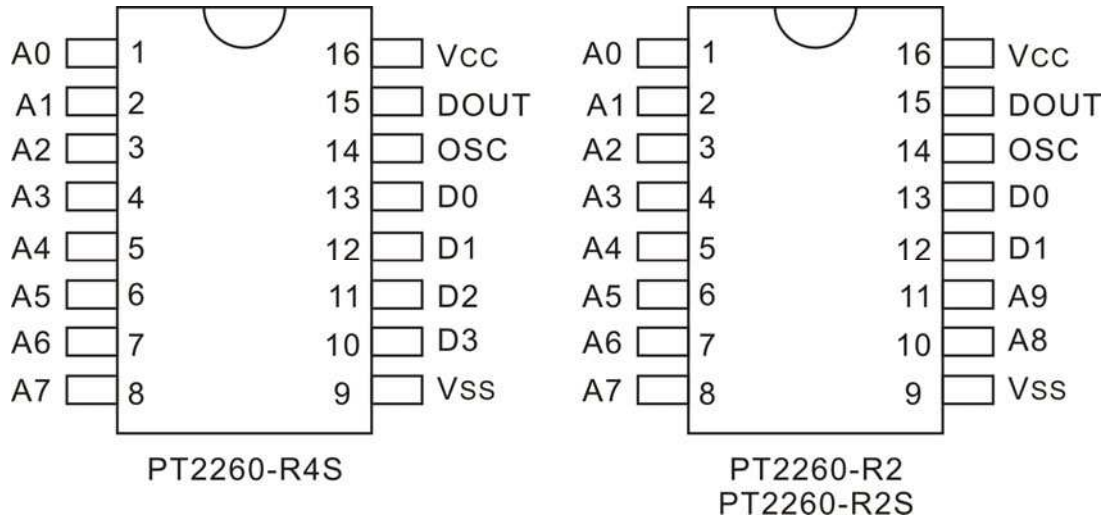 A0 1 16 VCC
A1 2 15 DOUT
A2 3 14 OSC
A3 4 13 D0
A4 5 12 D1
A5 6 11 D2
A6 7 10 D3
A7 8 9 VSS
PT2260-R4S
A0 1 16 VCC
A1 2 15 DOUT
A2 3 14 OSC
A3 4 13 D0
A4 5 12 D1
A5 6 11 A9
A6 7 10 A8
A7 8 9 VSS
PT2260-R2
PT2260-R2S